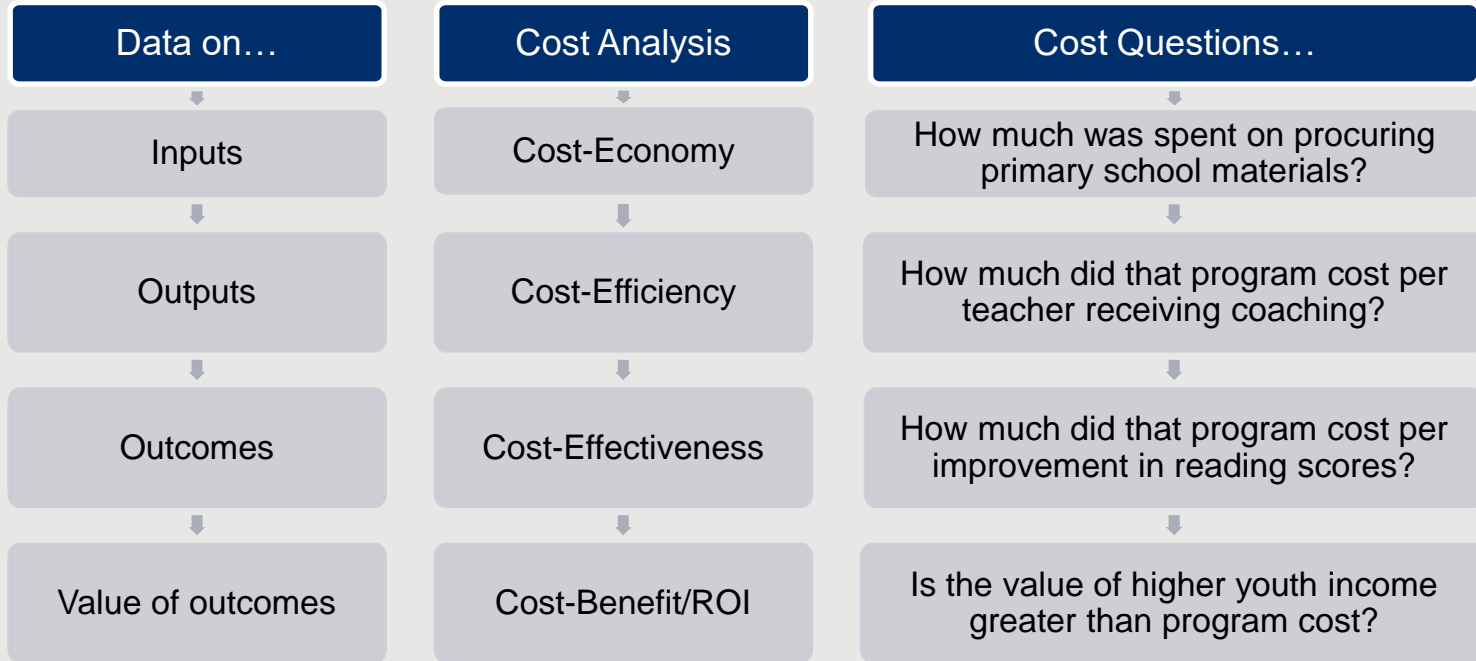 Data on…
Cost Analysis
Cost Questions…
Inputs
Cost-Economy
How much was spent on procuring
primary school materials?
Outputs
Cost-Efficiency
How much did that program cost per
teacher receiving coaching?
Outcomes
Cost-Effectiveness
How much did that program cost per
improvement in reading scores?
Value of outcomes
Cost-Benefit/ROI
Is the value of higher youth income
greater than program cost?